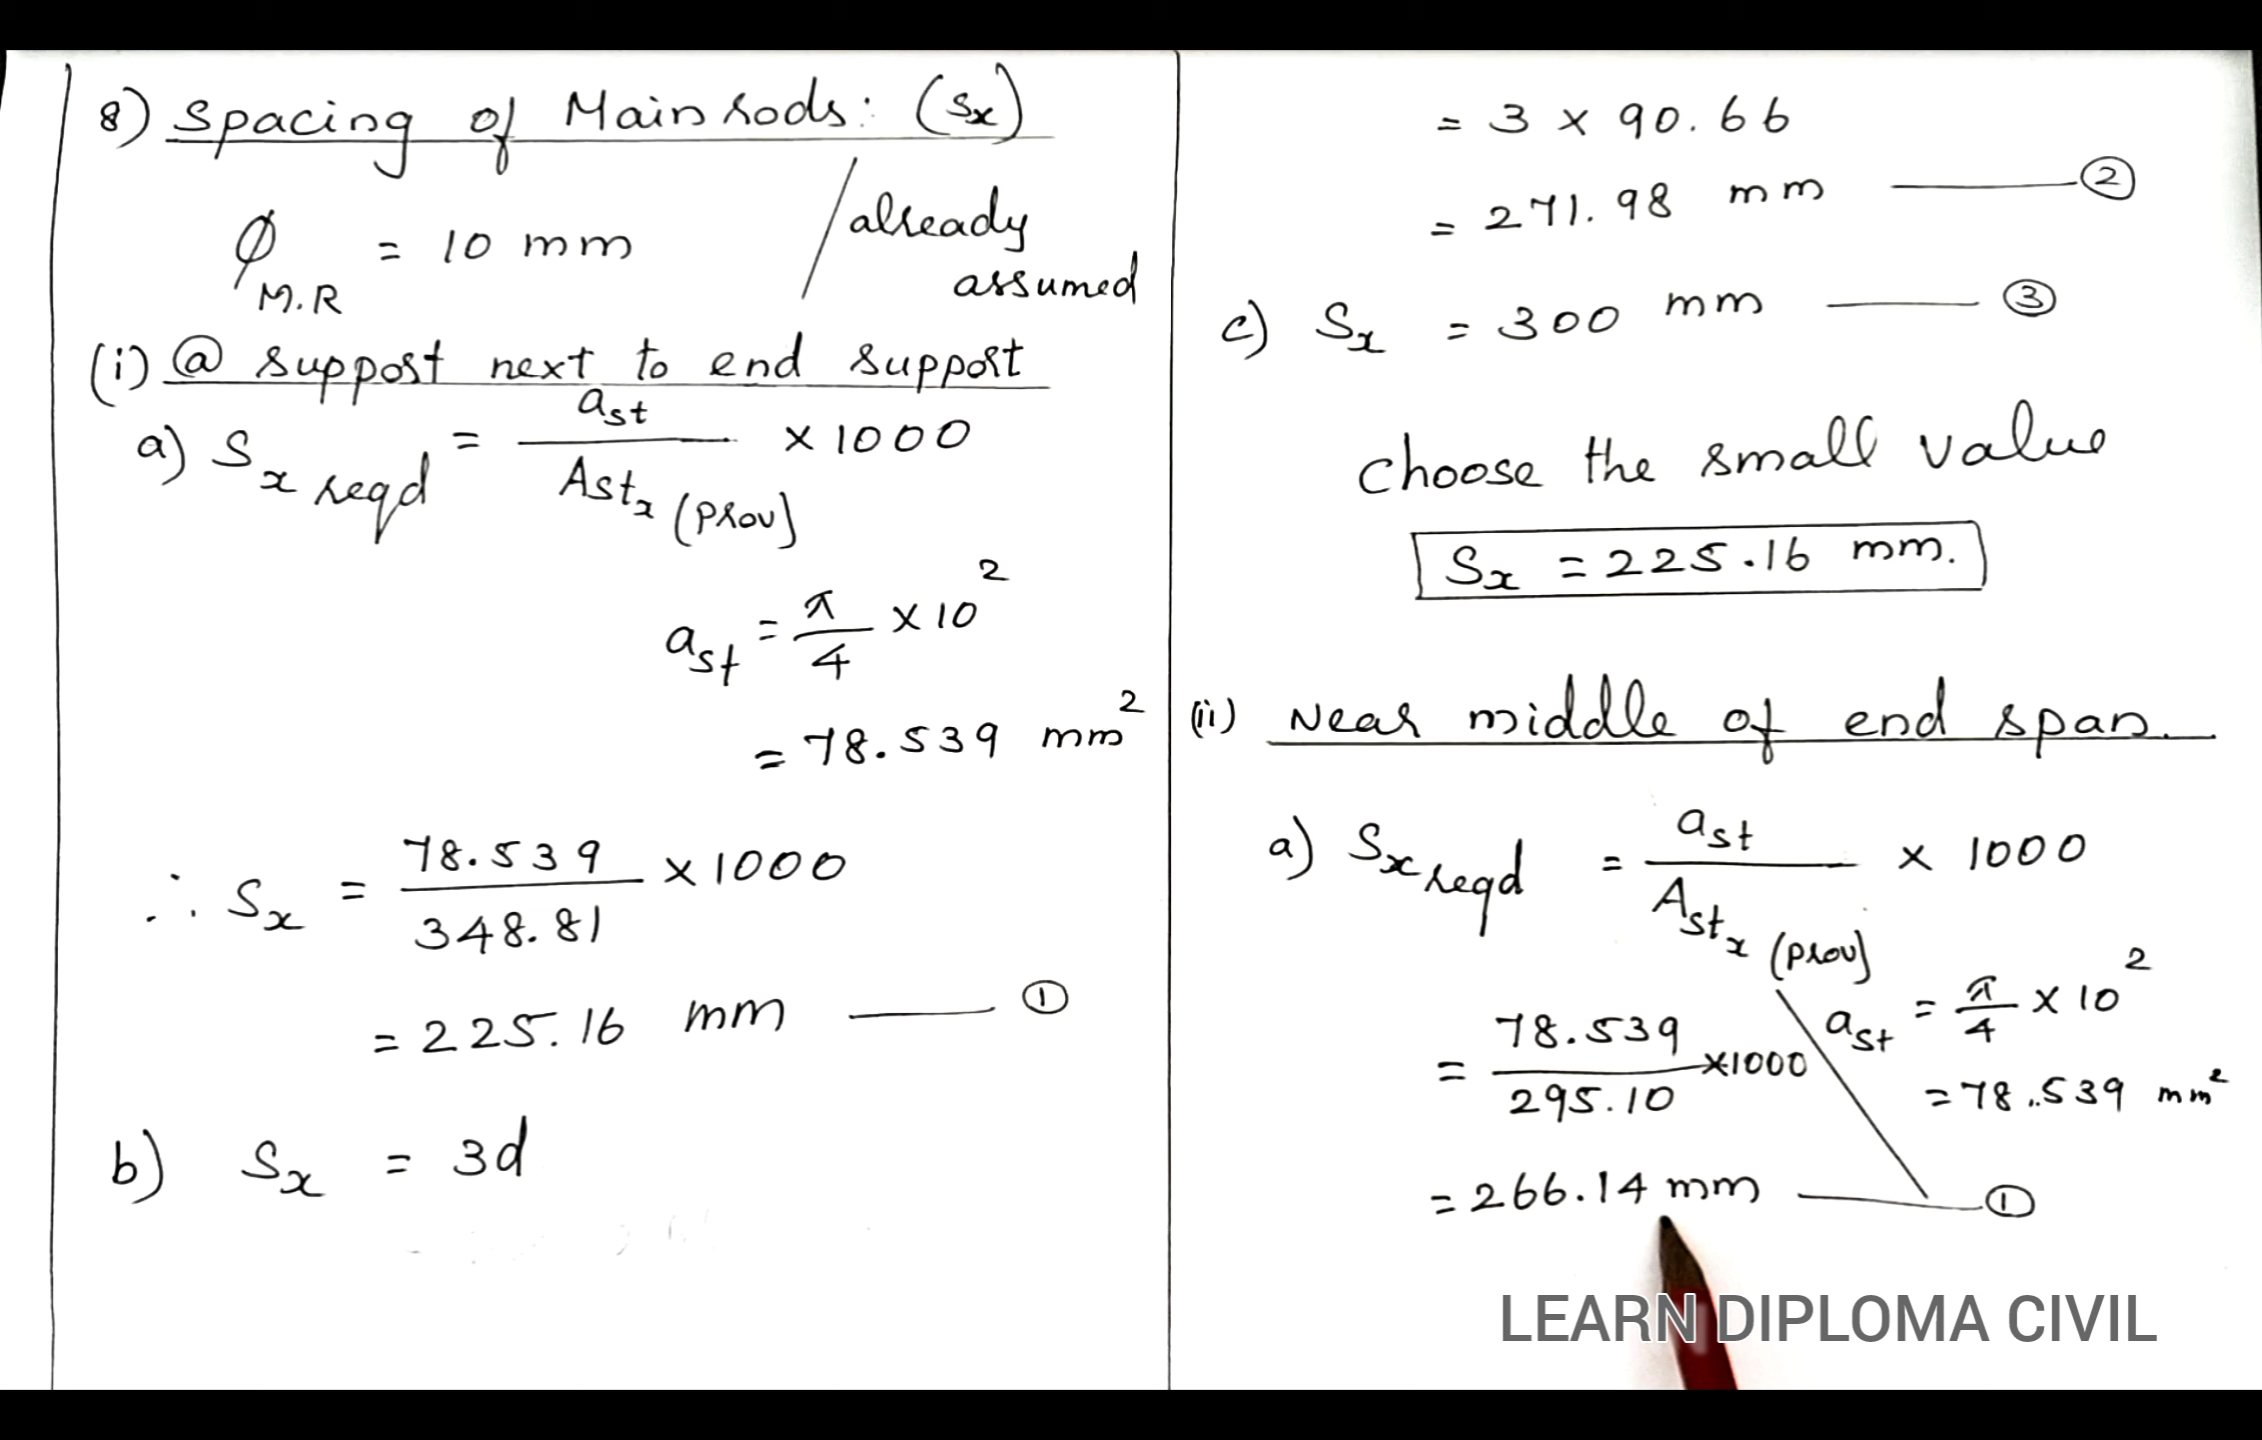 8) Spacing of Main rods: (Sx)
φ M.R = 10 mm / already assumed
(i) @ support next to end support
a) Sx reqd = ast / Astx (prov) × 1000
ast = π/4 × 10²
= 78.539 mm²
∴ Sx = 78.539 / 348.81 × 1000
= 225.16 mm —— ①
b) Sx = 3d
= 3 × 90.66
= 271.98 mm —— ②
c) Sx = 300 mm —— ③
Choose the small value
Sx = 225.16 mm.
(ii) Near middle of end span.
a) Sx reqd = ast / Astx (prov) × 1000
= 78.539 / 295.10 × 1000
ast = π/4 × 10²
= 78.539 mm²
= 266.14 mm —— ①
LEARN DIPLOMA CIVIL